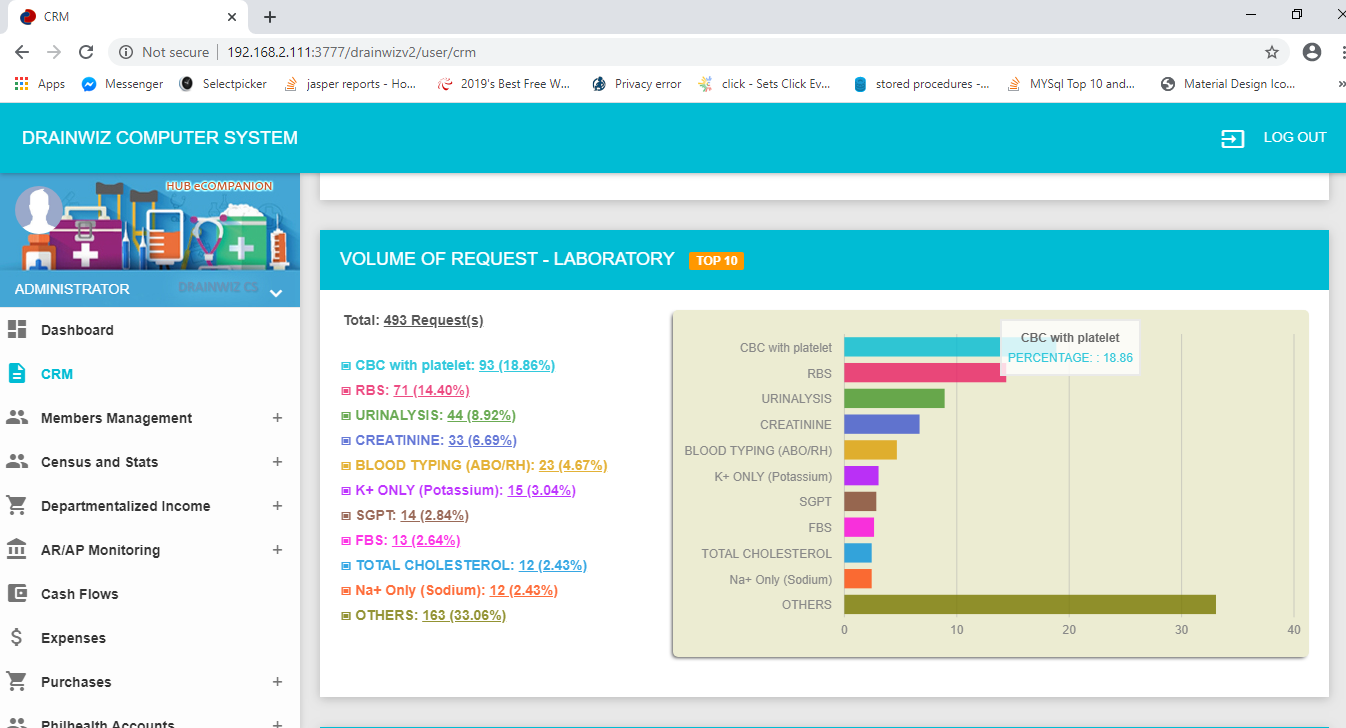 CRM
Not secure | 192.168.2.111:3777/drainwizv2/user/crm
Apps Messenger Selectpicker jasper reports - Ho... 2019's Best Free W... Privacy error click - Sets Click Ev... stored procedures -... MYSql Top 10 and... Material Design Ico... »
DRAINWIZ COMPUTER SYSTEM
LOG OUT
HUB eCOMPANION
ADMINISTRATOR
DRAINWIZ CS
Dashboard
CRM
Members Management +
Census and Stats +
Departmentalized Income +
AR/AP Monitoring +
Cash Flows
Expenses
Purchases +
Philhealth Accounts +
VOLUME OF REQUEST - LABORATORY TOP 10
Total: 493 Request(s)
CBC with platelet: 93 (18.86%)
RBS: 71 (14.40%)
URINALYSIS: 44 (8.92%)
CREATININE: 33 (6.69%)
BLOOD TYPING (ABO/RH): 23 (4.67%)
K+ ONLY (Potassium): 15 (3.04%)
SGPT: 14 (2.84%)
FBS: 13 (2.64%)
TOTAL CHOLESTEROL: 12 (2.43%)
Na+ Only (Sodium): 12 (2.43%)
OTHERS: 163 (33.06%)
CBC with platelet
RBS
URINALYSIS
CREATININE
BLOOD TYPING (ABO/RH)
K+ ONLY (Potassium)
SGPT
FBS
TOTAL CHOLESTEROL
Na+ Only (Sodium)
OTHERS
0 10 20 30 40
CBC with platelet
PERCENTAGE: : 18.86